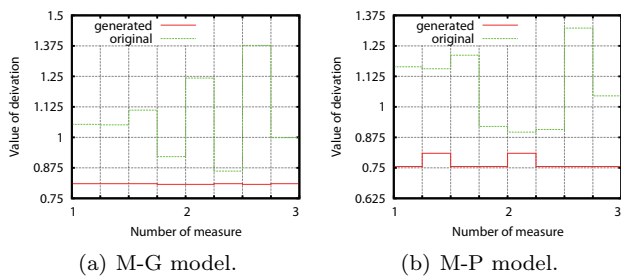 generated
original
Value of deivation
1.5
1.375
1.25
1.125
1
0.875
0.75
1 2 3
Number of measure
(a) M-G model.
generated
original
Value of deivation
1.375
1.25
1.125
1
0.875
0.75
0.625
1 2 3
Number of measure
(b) M-P model.